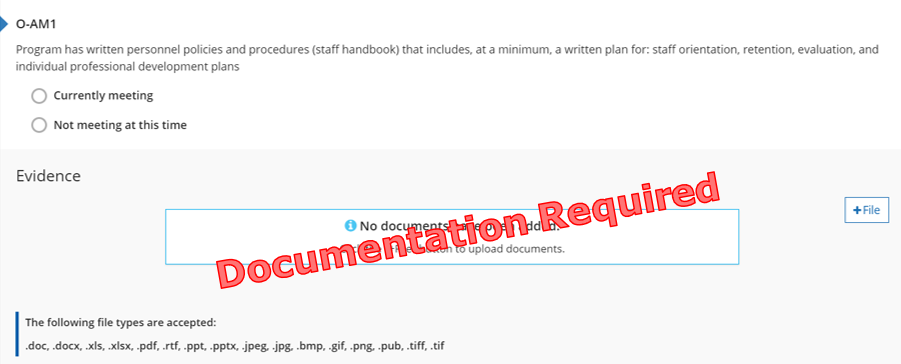 O-AM1
Program has written personnel policies and procedures (staff handbook) that includes, at a minimum, a written plan for: staff orientation, retention, evaluation, and
individual professional development plans
Currently meeting
Not meeting at this time
Evidence
+File
No documents
Documentation Required
to upload documents.
The following file types are accepted:
.doc, .docx, .xls, .xlsx, .pdf, .rtf, .ppt, .pptx, .jpeg, .jpg, .bmp, .gif, .png, .pub, .tiff, .tif